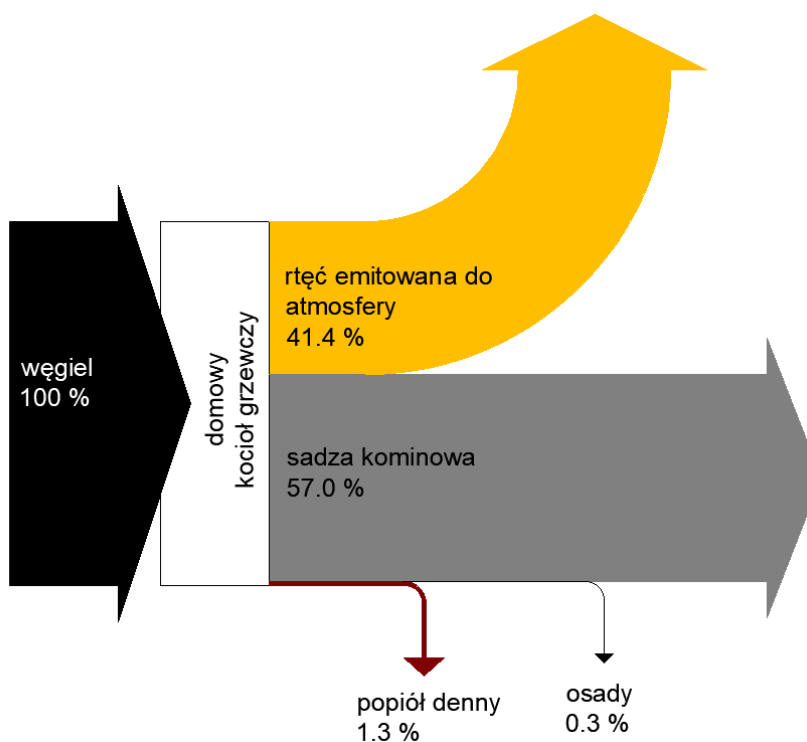 węgiel
100 %
domowy
kocioł grzewczy
rtęć emitowana do
atmosfery
41.4 %
sadza kominowa
57.0 %
popiół denny
1.3 %
osady
0.3 %